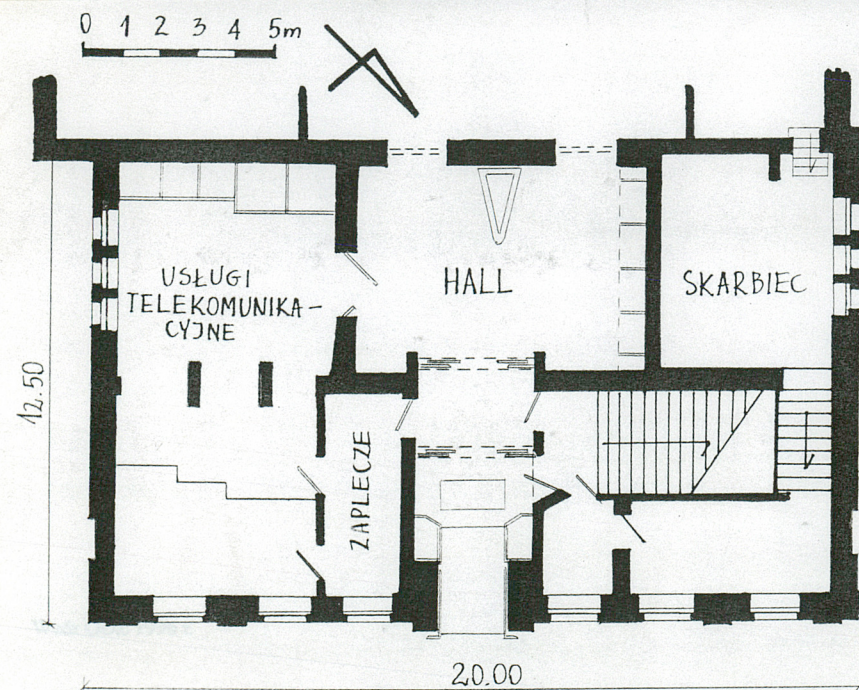 0 1 2 3 4 5m
USŁUGI
TELEKOMUNIKA–
CYJNE
HALL
SKARBIEC
12.50
ZAPLECZE
20.00